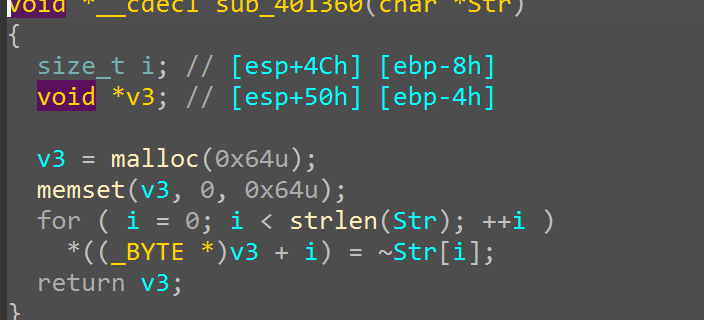 void *__cdecl sub_401360(char *Str)
{
  size_t i; // [esp+4Ch] [ebp-8h]
  void *v3; // [esp+50h] [ebp-4h]

  v3 = malloc(0x64u);
  memset(v3, 0, 0x64u);
  for ( i = 0; i < strlen(Str); ++i )
    *((_BYTE *)v3 + i) = ~Str[i];
  return v3;
}